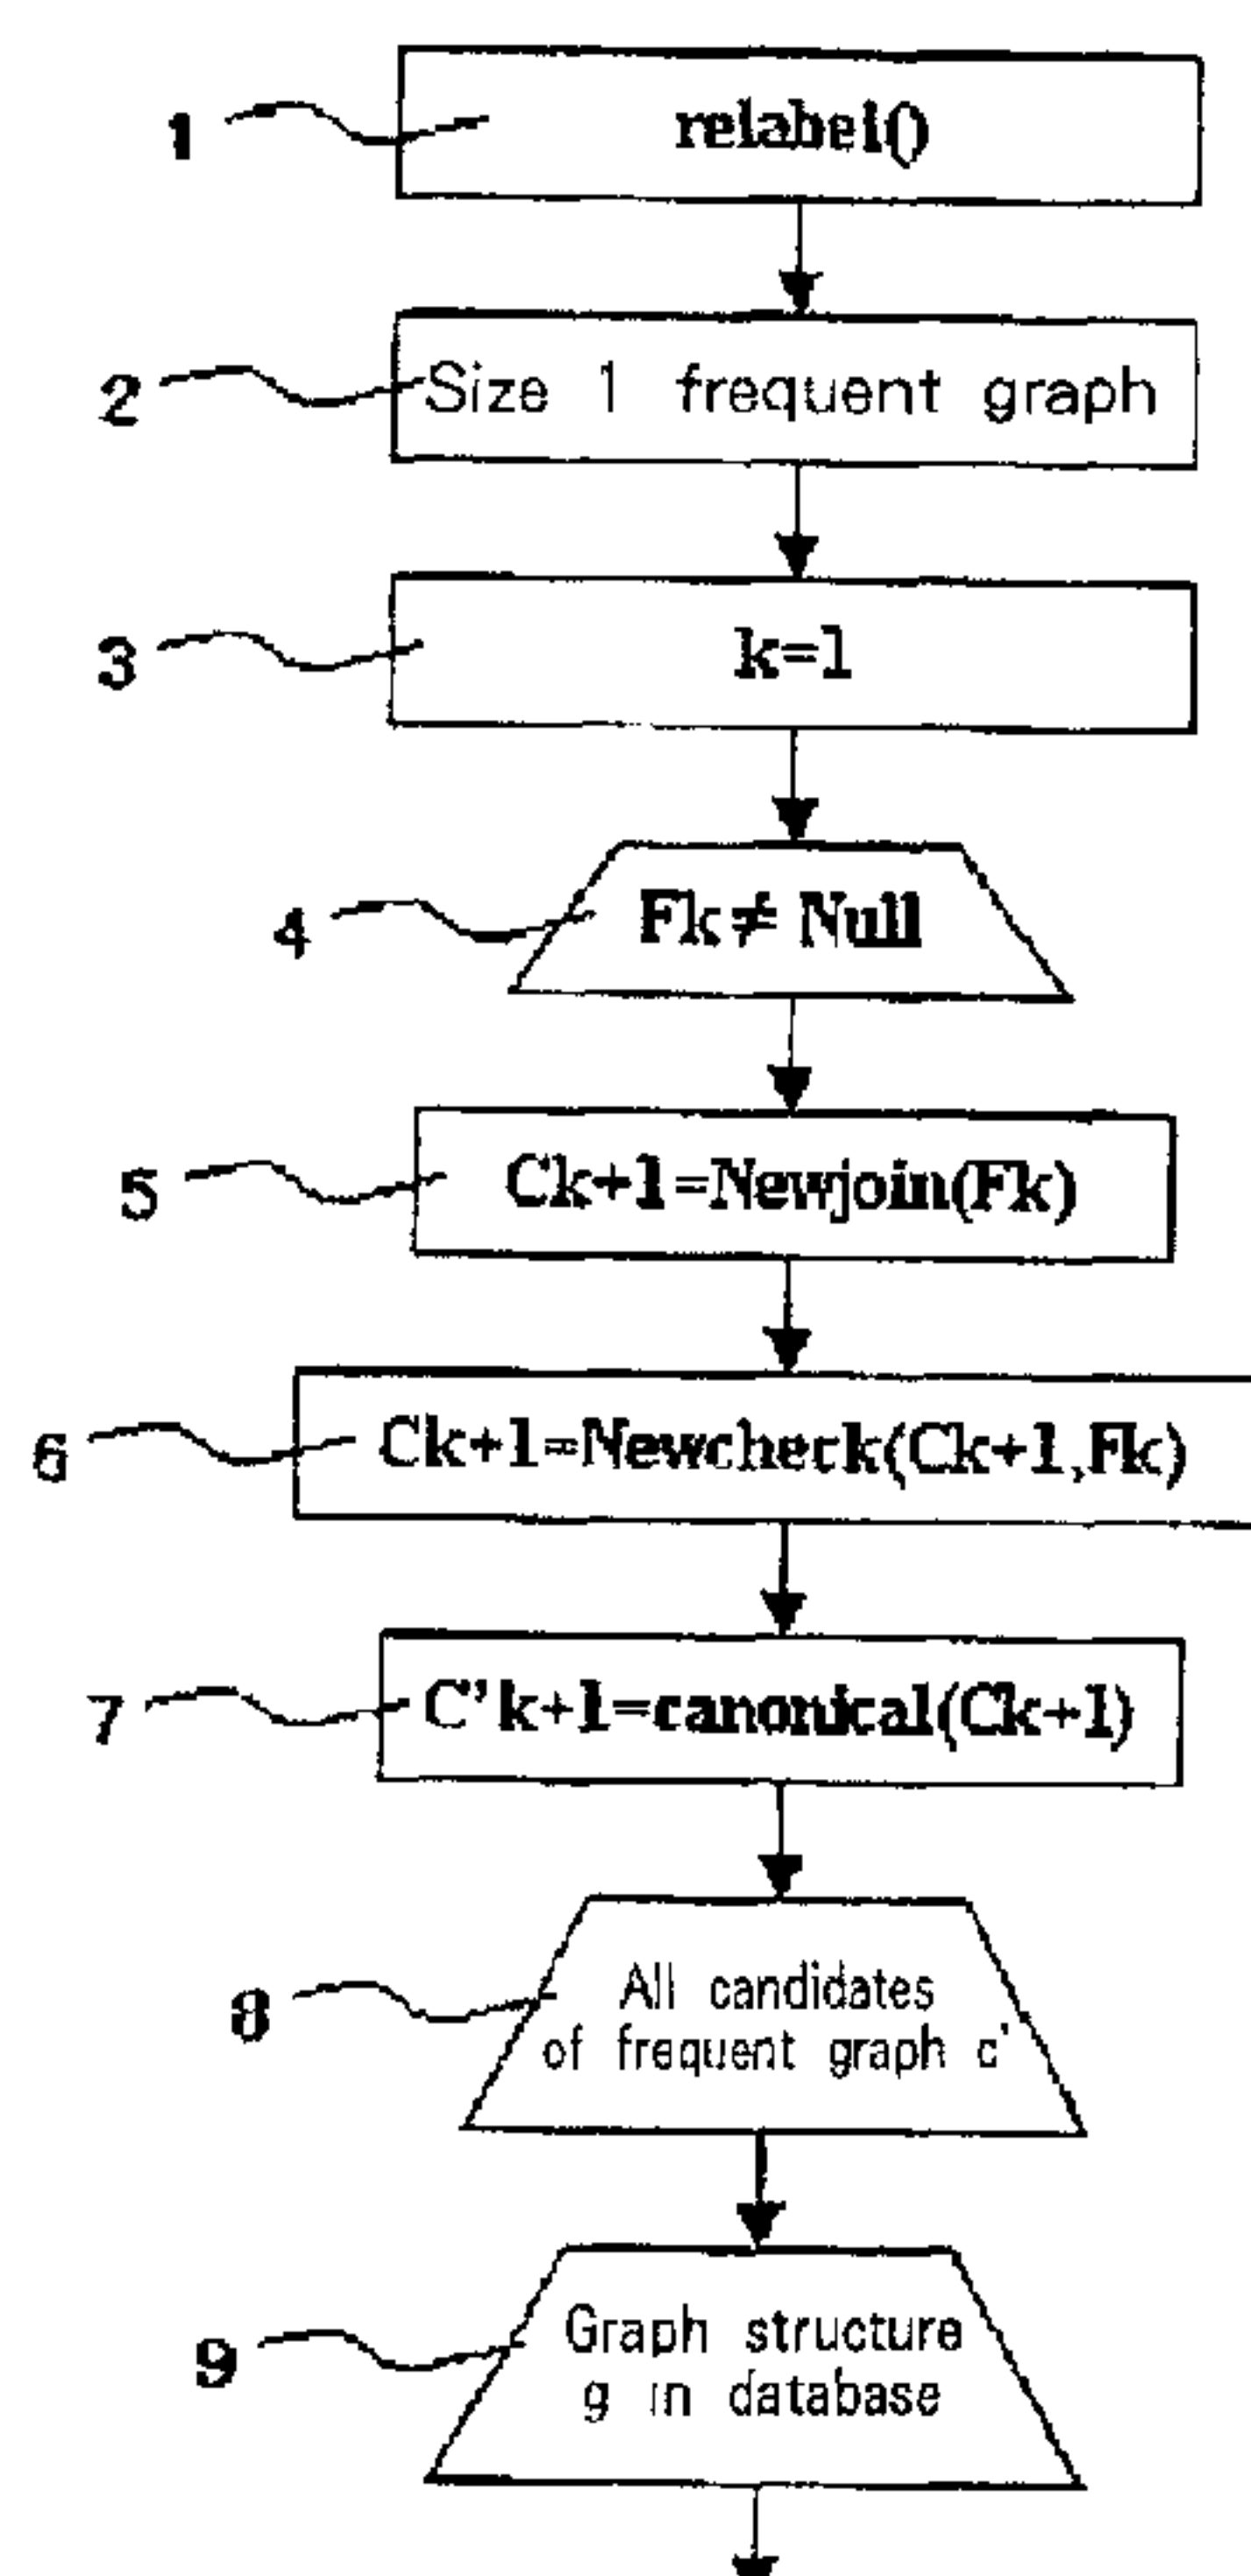 1 relabel()
2 Size 1 frequent graph
3 k=1
4 Fk ≠ Null
5 Ck+1=Newjoin(Fk)
6 Ck+1=Newcheck(Ck+1,Fk)
7 C'k+1=canonical(Ck+1)
8 All candidates
of frequent graph c'
9 Graph structure
g in database